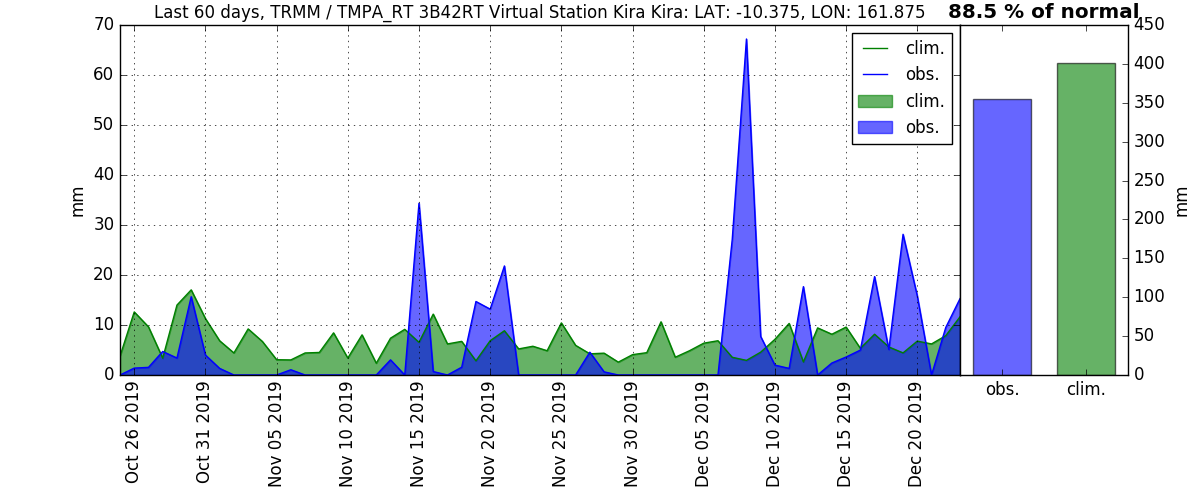 Last 60 days, TRMM / TMPA_RT 3B42RT Virtual Station Kira Kira: LAT: -10.375, LON: 161.875
88.5 % of normal
70
60
50
40
30
20
10
0
mm
clim.
obs.
clim.
obs.
Oct 26 2019
Oct 31 2019
Nov 05 2019
Nov 10 2019
Nov 15 2019
Nov 20 2019
Nov 25 2019
Nov 30 2019
Dec 05 2019
Dec 10 2019
Dec 15 2019
Dec 20 2019
450
400
350
300
250
200
150
100
50
0
mm
obs.
clim.